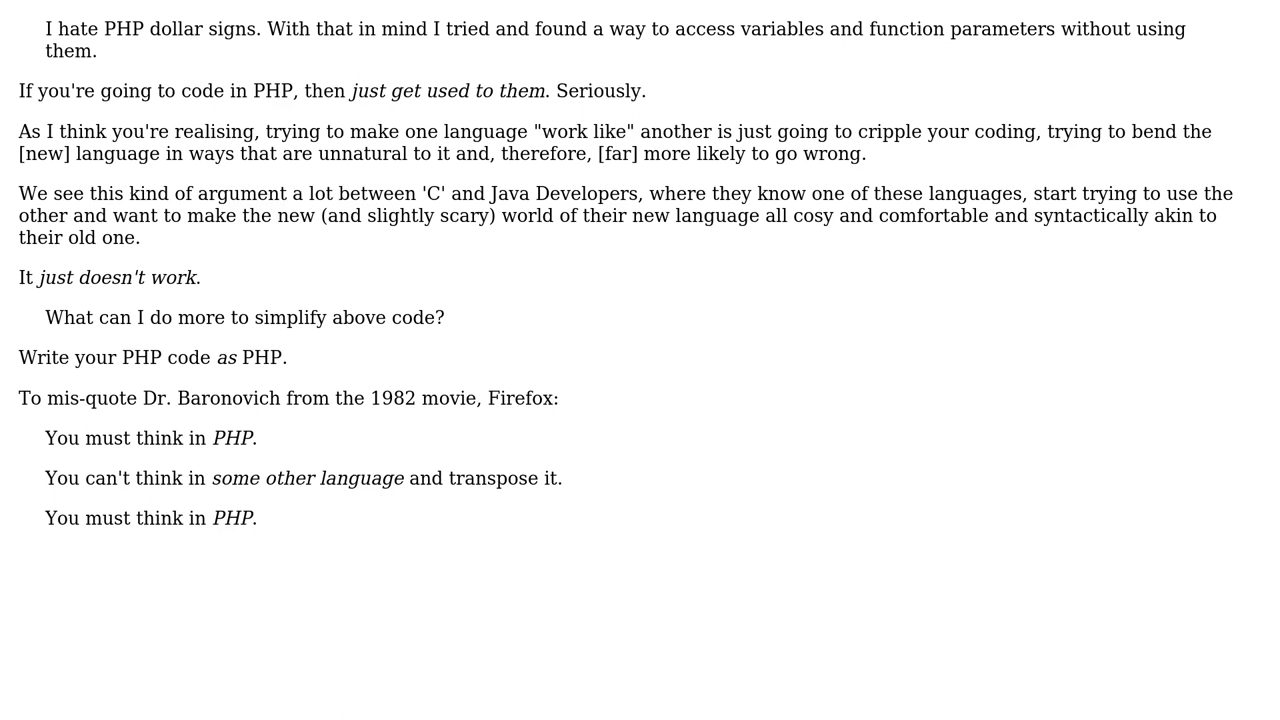 I hate PHP dollar signs. With that in mind I tried and found a way to access variables and function parameters without using
them.
If you're going to code in PHP, then just get used to them. Seriously.
As I think you're realising, trying to make one language "work like" another is just going to cripple your coding, trying to bend the
[new] language in ways that are unnatural to it and, therefore, [far] more likely to go wrong.
We see this kind of argument a lot between 'C' and Java Developers, where they know one of these languages, start trying to use the
other and want to make the new (and slightly scary) world of their new language all cosy and comfortable and syntactically akin to
their old one.
It just doesn't work.
What can I do more to simplify above code?
Write your PHP code as PHP.
To mis-quote Dr. Baronovich from the 1982 movie, Firefox:
You must think in PHP.
You can't think in some other language and transpose it.
You must think in PHP.